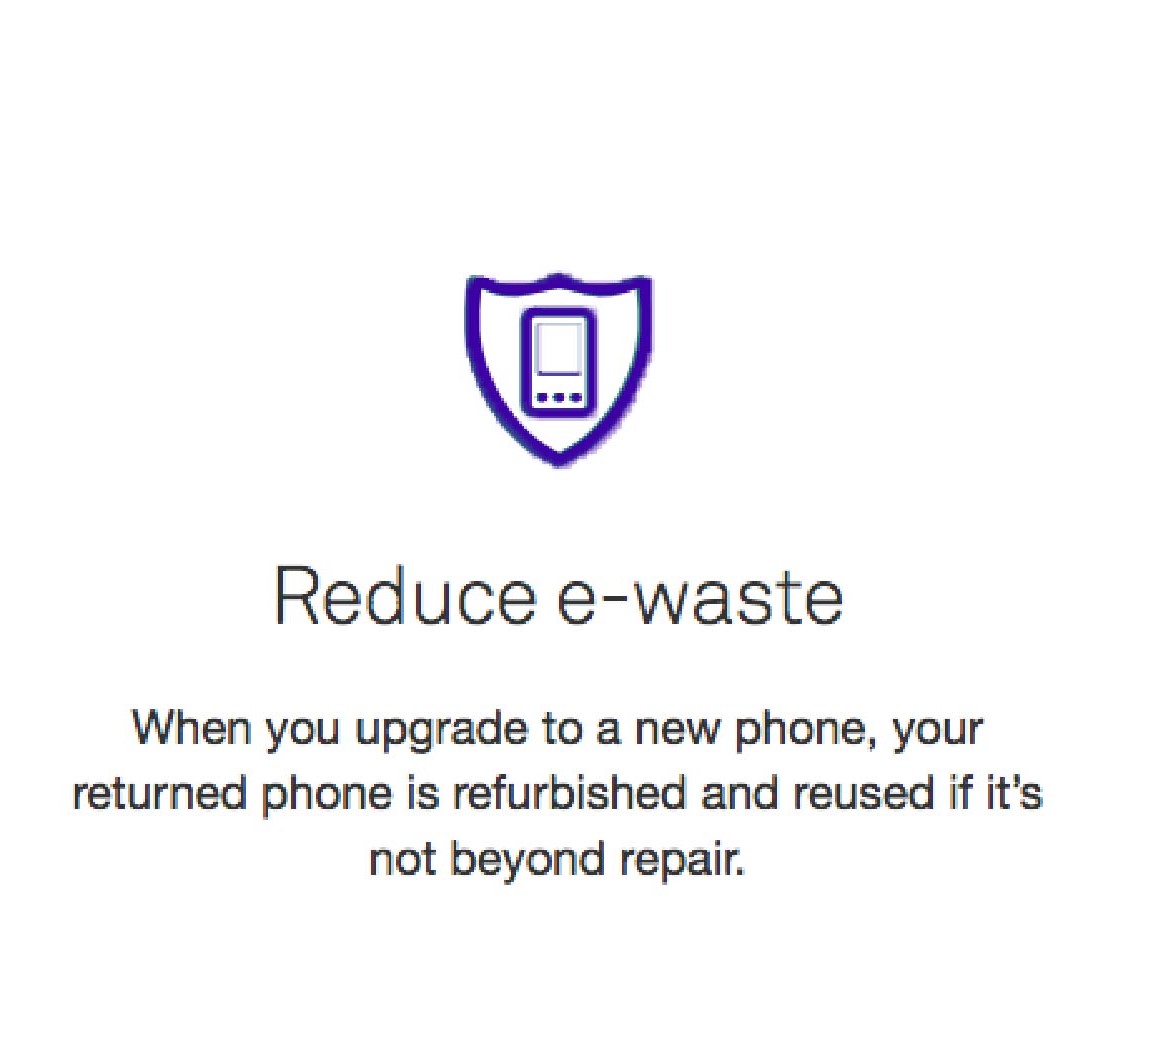 Reduce e-waste
When you upgrade to a new phone, your
returned phone is refurbished and reused if it’s
not beyond repair.